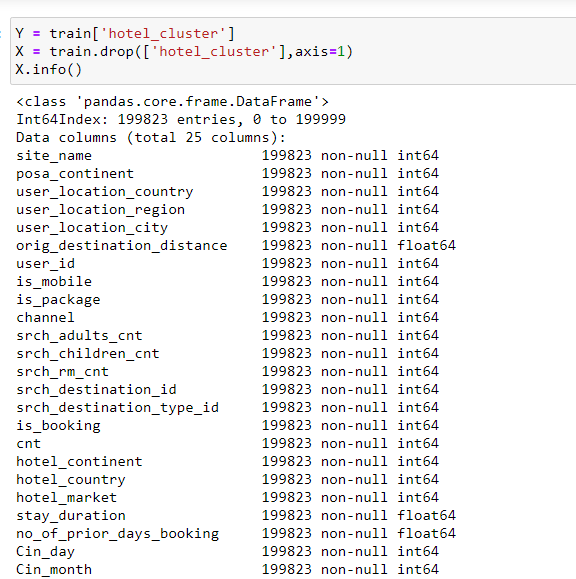 Y = train['hotel_cluster']
X = train.drop(['hotel_cluster'],axis=1)
X.info()
<class 'pandas.core.frame.DataFrame'>
Int64Index: 199823 entries, 0 to 199999
Data columns (total 25 columns):
site_name 199823 non-null int64
posa_continent 199823 non-null int64
user_location_country 199823 non-null int64
user_location_region 199823 non-null int64
user_location_city 199823 non-null int64
orig_destination_distance 199823 non-null float64
user_id 199823 non-null int64
is_mobile 199823 non-null int64
is_package 199823 non-null int64
channel 199823 non-null int64
srch_adults_cnt 199823 non-null int64
srch_children_cnt 199823 non-null int64
srch_rm_cnt 199823 non-null int64
srch_destination_id 199823 non-null int64
srch_destination_type_id 199823 non-null int64
is_booking 199823 non-null int64
cnt 199823 non-null int64
hotel_continent 199823 non-null int64
hotel_country 199823 non-null int64
hotel_market 199823 non-null int64
stay_duration 199823 non-null float64
no_of_prior_days_booking 199823 non-null float64
Cin_day 199823 non-null int64
Cin_month 199823 non-null int64